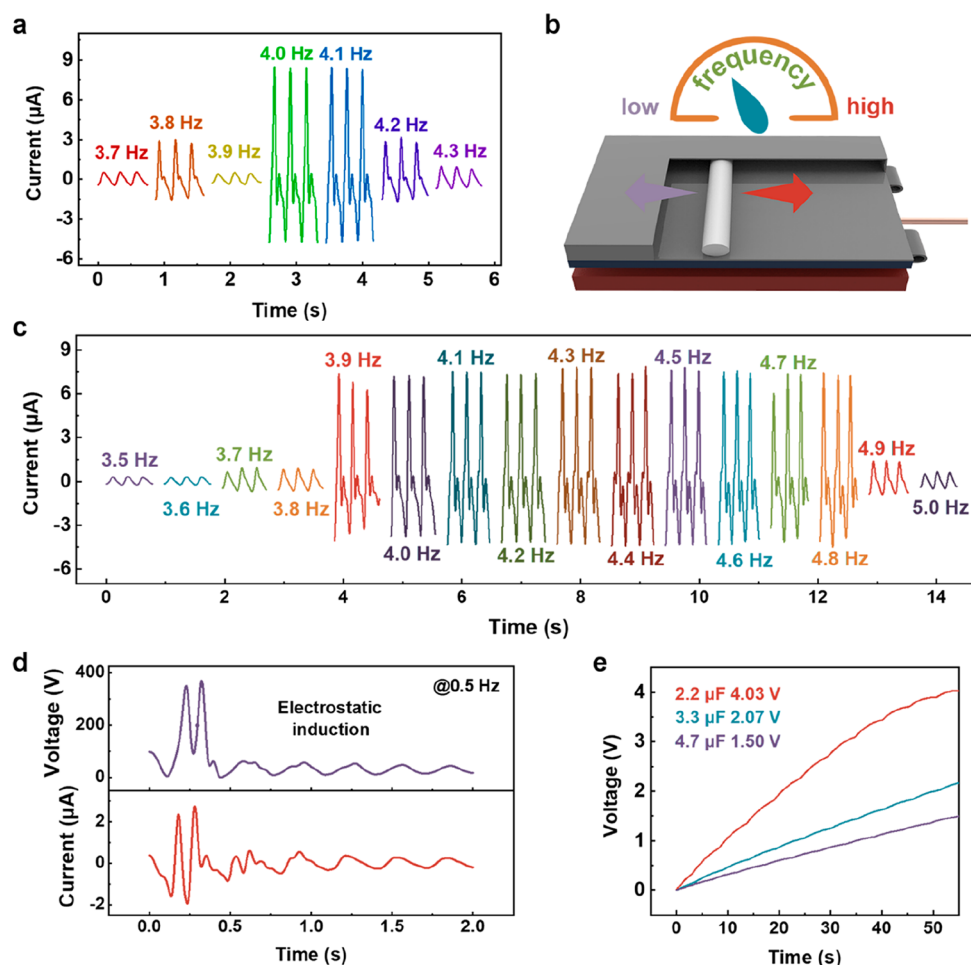 a
4.0 Hz
4.1 Hz
3.8 Hz
4.2 Hz
3.7 Hz
3.9 Hz
4.3 Hz
9
6
3
0
-3
-6
Current (µA)
0
1
2
3
4
5
6
Time (s)
b
frequency
low
high
c
3.9 Hz
4.1 Hz
4.3 Hz
4.5 Hz
4.7 Hz
3.5 Hz
3.7 Hz
4.9 Hz
3.6 Hz
3.8 Hz
5.0 Hz
4.0 Hz
4.2 Hz
4.4 Hz
4.6 Hz
4.8 Hz
9
6
3
0
-3
-6
Current (µA)
0
2
4
6
8
10
12
14
Time (s)
d
@0.5 Hz
Electrostatic
induction
400
200
0
Voltage (V)
2
0
-2
Current (µA)
0.0
0.5
1.0
1.5
2.0
Time (s)
e
2.2 µF 4.03 V
3.3 µF 2.07 V
4.7 µF 1.50 V
4
3
2
1
0
Voltage (V)
0
10
20
30
40
50
Time (s)